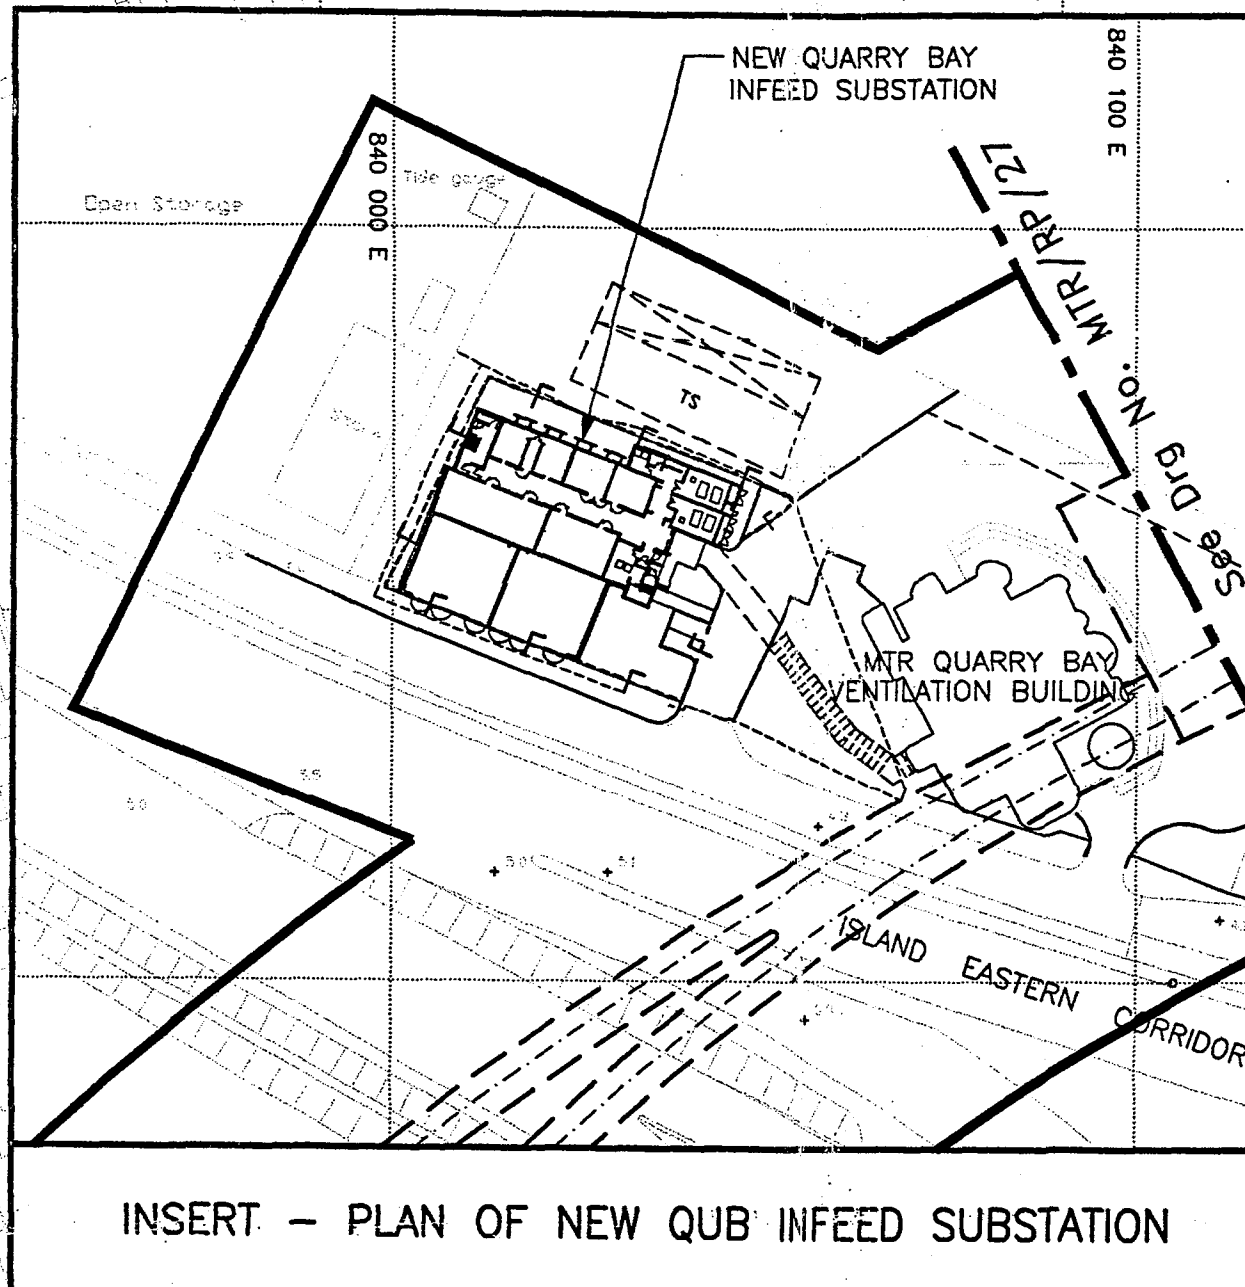 NEW QUARRY BAY
INFEED SUBSTATION
840 000 E
840 100 E
Open Storage
Tide gauge
See Drg No. MTR/RP/27
TS
MTR QUARRY BAY
VENTILATION BUILDING
ISLAND EASTERN CORRIDOR
INSERT - PLAN OF NEW QUB INFEED SUBSTATION